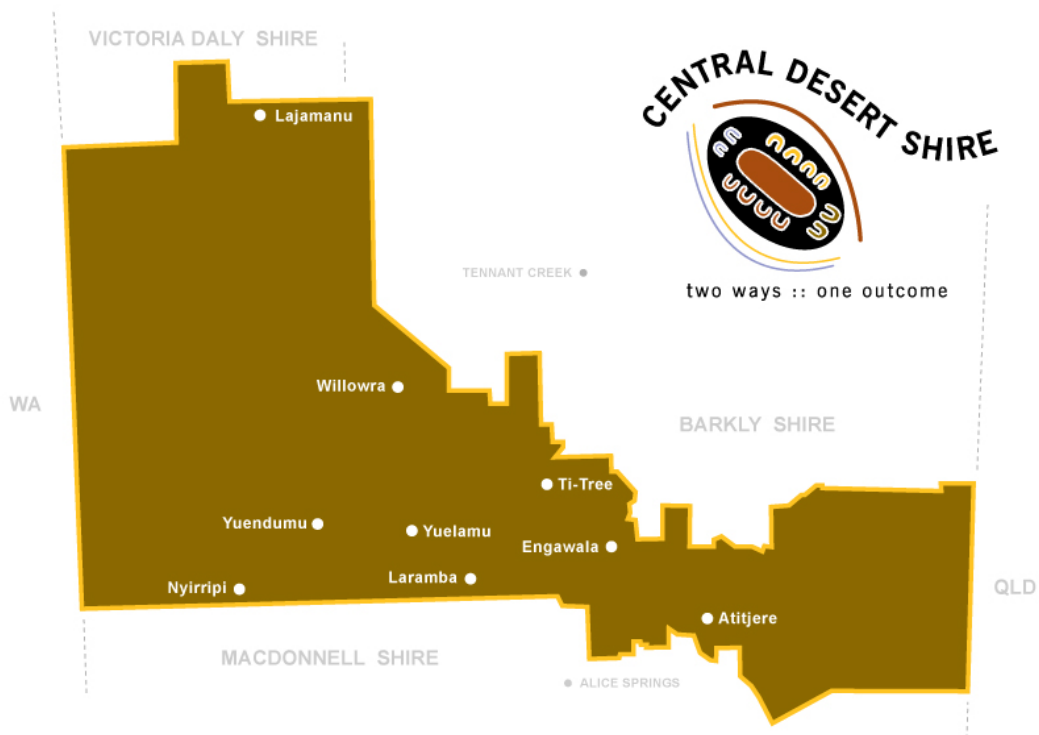 VICTORIA DALY SHIRE
CENTRAL DESERT SHIRE
Lajamanu
TENNANT CREEK
two ways :: one outcome
Willowra
WA
BARKLY SHIRE
Ti-Tree
Yuendumu
Yuelamu
Engawala
Laramba
Nyirripi
QLD
Atitjere
MACDONNELL SHIRE
ALICE SPRINGS